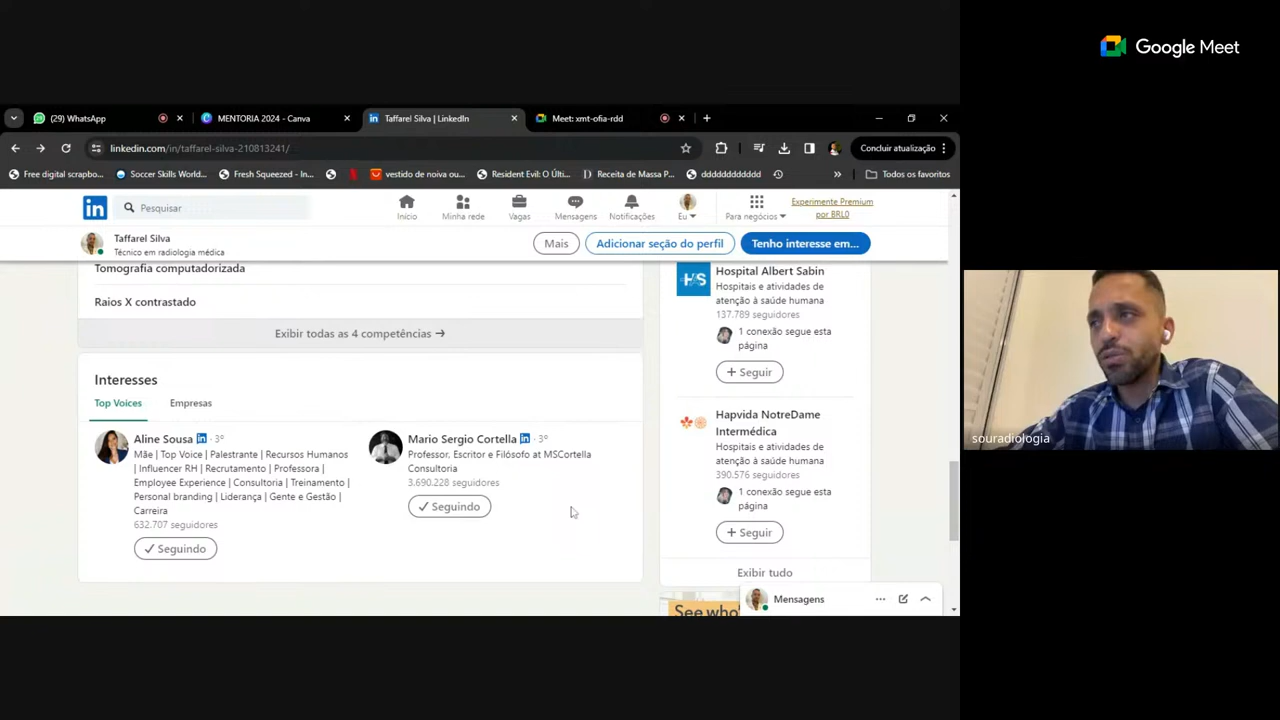 Google Meet
(29) WhatsApp
MENTORIA 2024 - Canva
Taffarel Silva | LinkedIn
Meet: xmt-ofia-rdd
linkedin.com/in/taffarel-silva-210813241/
Concluir atualização
Free digital scrapbo...
Soccer Skills World...
Fresh Squeezed - In...
vestido de noiva ou...
Resident Evil: O Últi...
Receita de Massa P...
dddddddddddd
Todos os favoritos
Pesquisar
Início
Minha rede
Vagas
Mensagens
Notificações
Eu
Para negócios
Experimente Premium
por BRL0
Taffarel Silva
Técnico em radiologia médica
Mais
Adicionar seção do perfil
Tenho interesse em...
Tomografia computadorizada
Raios X contrastado
Exibir todas as 4 competências →
Interesses
Top Voices
Empresas
Aline Sousa · 3º
Mãe | Top Voice | Palestrante | Recursos Humanos
| Influencer RH | Recrutamento | Professora |
Employee Experience | Consultoria | Treinamento |
Personal branding | Liderança | Gente e Gestão |
Carreira
632.707 seguidores
Seguindo
Mario Sergio Cortella · 3º
Professor, Escritor e Filósofo at MSCortella
Consultoria
3.690.228 seguidores
Seguindo
HS
Hospital Albert Sabin
Hospitais e atividades de
atenção à saúde humana
137.789 seguidores
1 conexão segue esta
página
+ Seguir
Hapvida NotreDame
Intermédica
Hospitais e atividades de
atenção à saúde humana
390.576 seguidores
1 conexão segue esta
página
+ Seguir
Exibir tudo
Mensagens
See who'
souradiologia